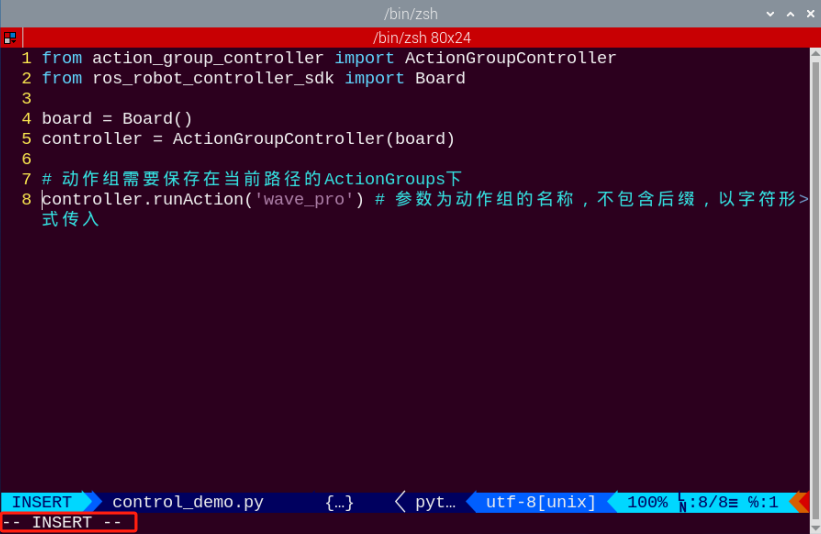 /bin/zsh
/bin/zsh 80x24
1 from action_group_controller import ActionGroupController
2 from ros_robot_controller_sdk import Board
3
4 board = Board()
5 controller = ActionGroupController(board)
6
7 # 动作组需要保存在当前路径的ActionGroups下
8 controller.runAction('wave_pro') # 参数为动作组的名称，不包含后缀，以字符形>
式传入
INSERT control_demo.py {…} pyt… utf-8[unix] 100% ㏑:8/8≡ ℅:1
-- INSERT --